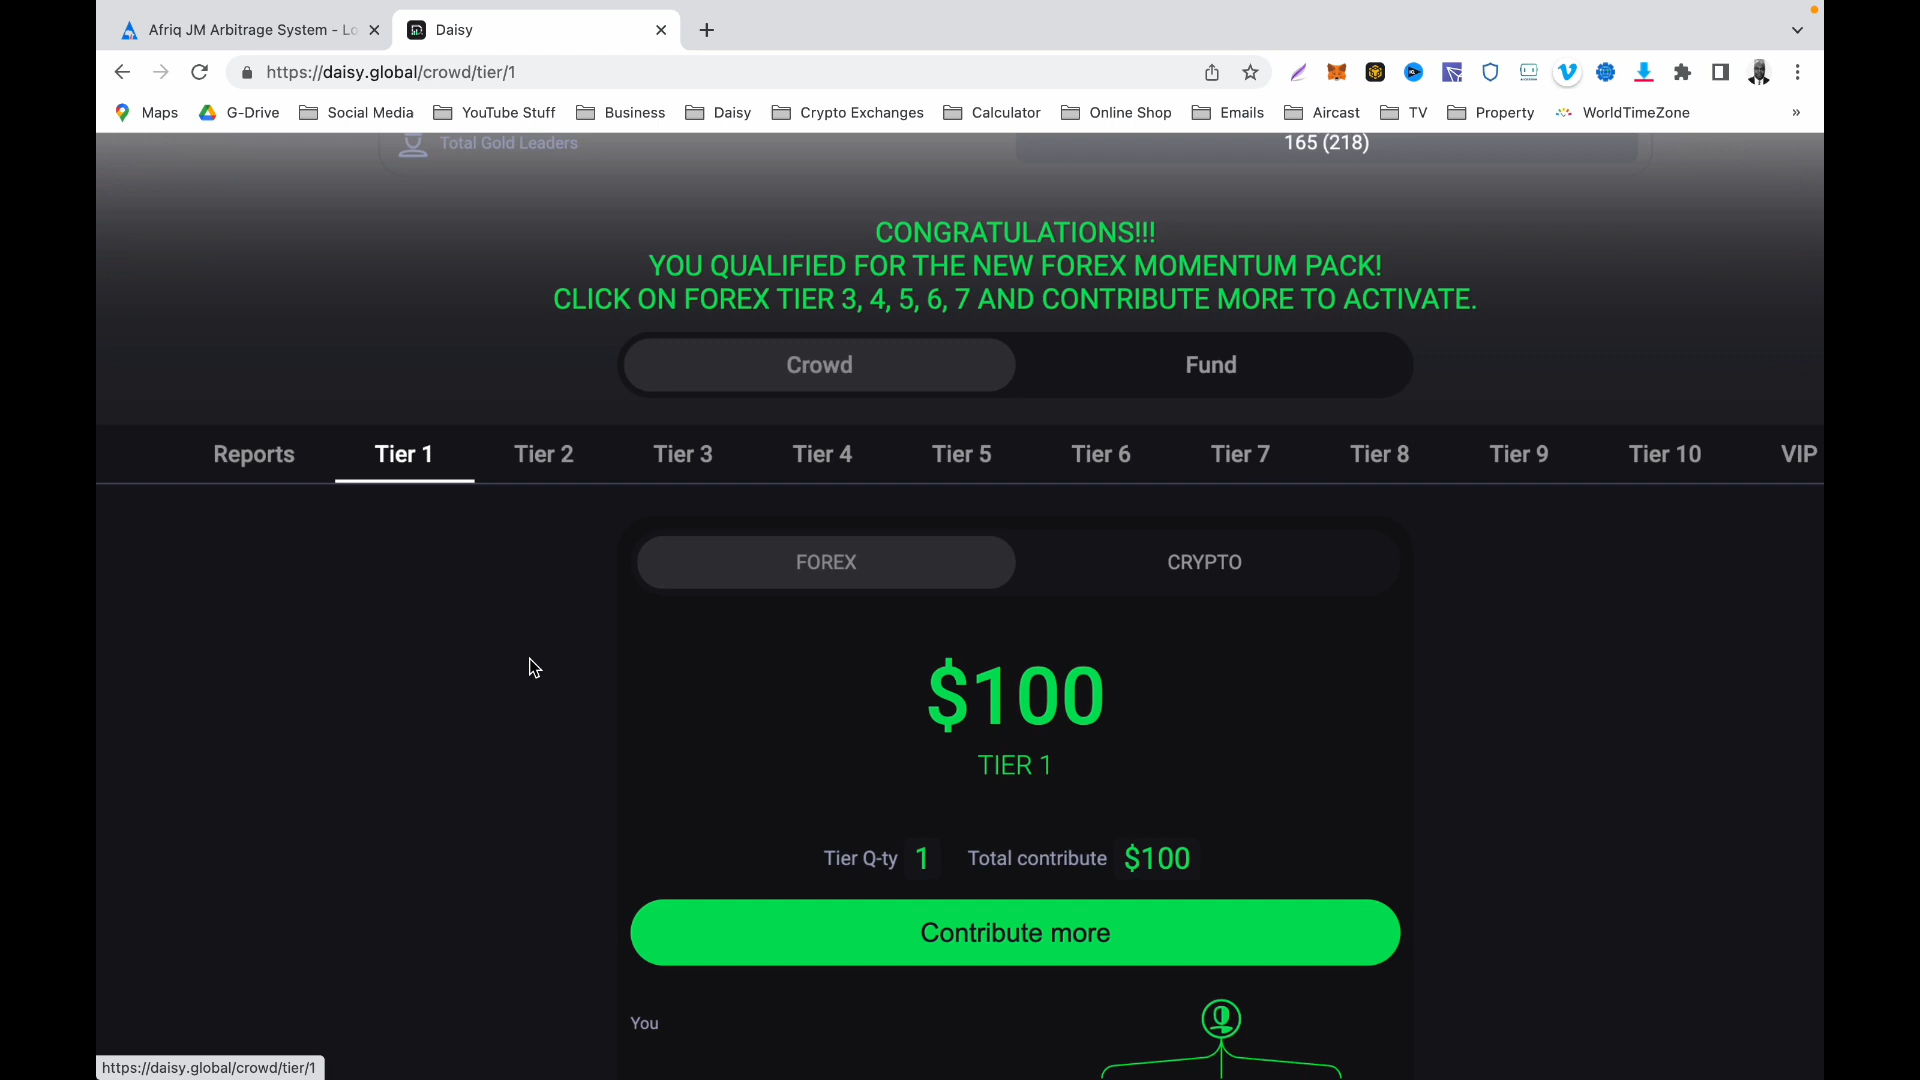 Afriq JM Arbitrage System - Lo
Daisy
https://daisy.global/crowd/tier/1
Maps
G-Drive
Social Media
YouTube Stuff
Business
Daisy
Crypto Exchanges
Calculator
Online Shop
Emails
Aircast
TV
Property
WorldTimeZone
»
Total Gold Leaders
165 (218)
CONGRATULATIONS!!!
YOU QUALIFIED FOR THE NEW FOREX MOMENTUM PACK!
CLICK ON FOREX TIER 3, 4, 5, 6, 7 AND CONTRIBUTE MORE TO ACTIVATE.
Crowd
Fund
Reports
Tier 1
Tier 2
Tier 3
Tier 4
Tier 5
Tier 6
Tier 7
Tier 8
Tier 9
Tier 10
VIP
FOREX
CRYPTO
$100
TIER 1
Tier Q-ty 1 Total contribute $100
Contribute more
You
https://daisy.global/crowd/tier/1